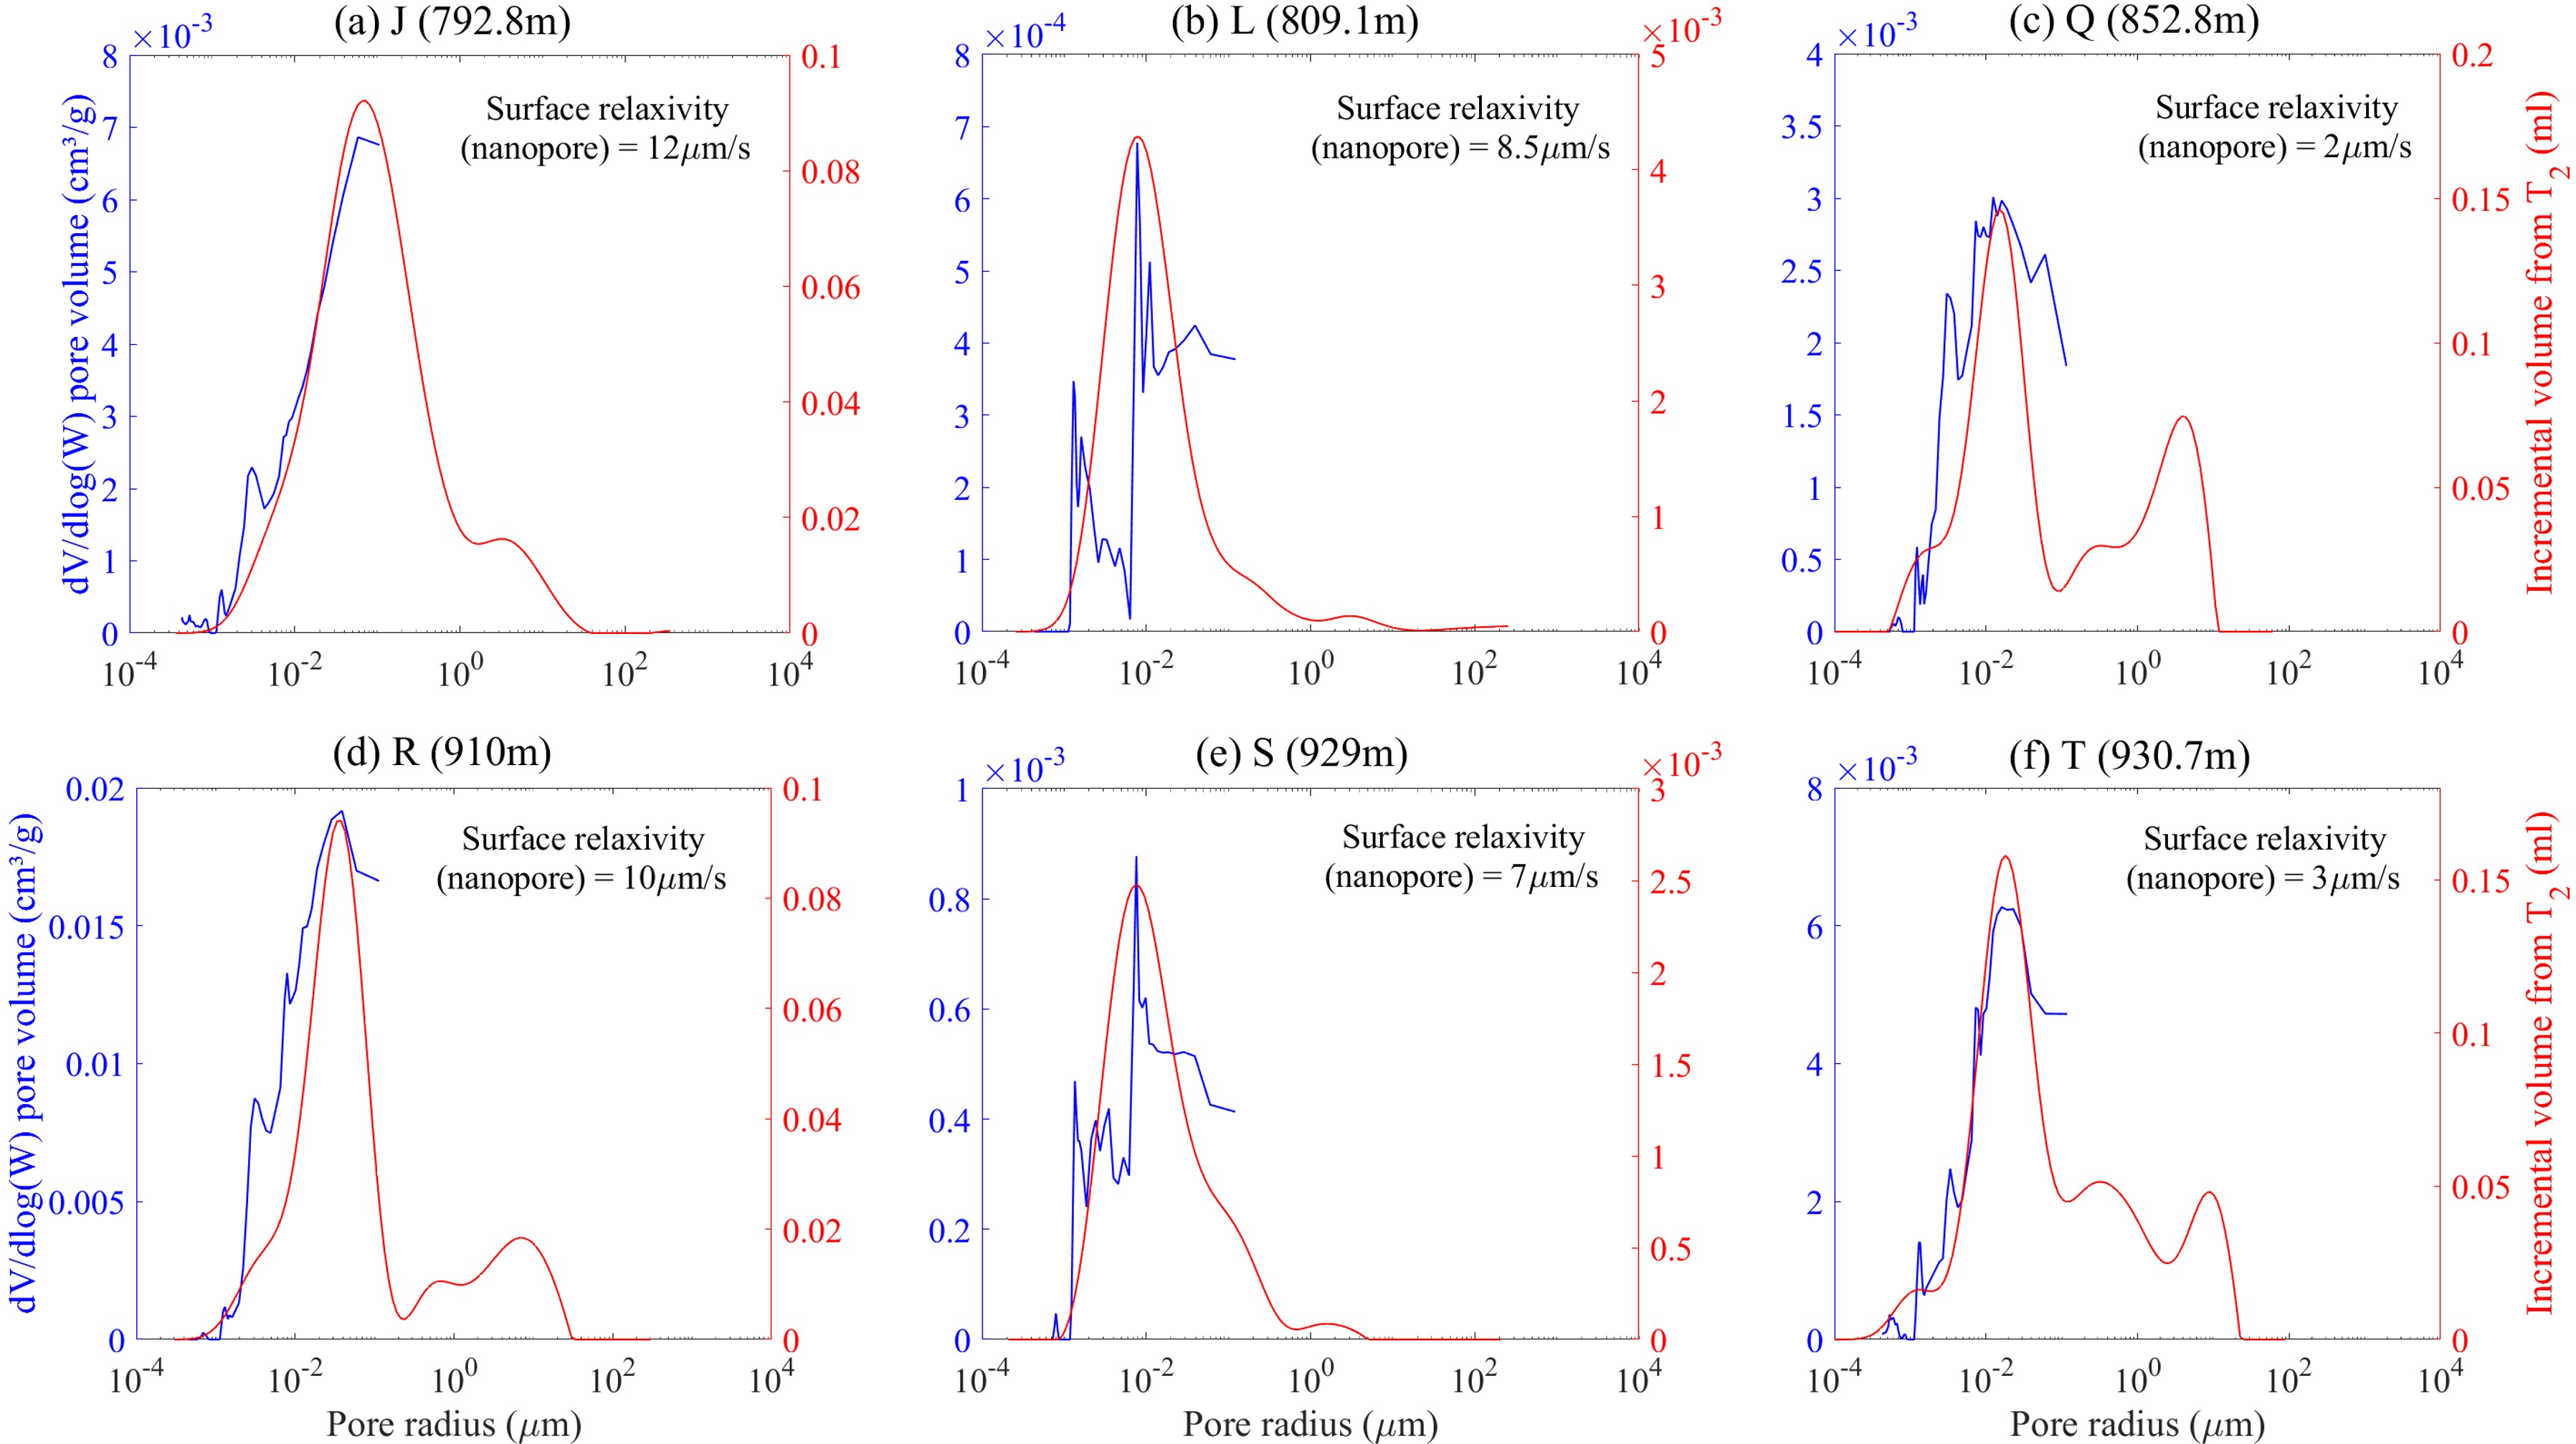 (a) J (792.8m)
×10⁻³
8
7
6
5
4
3
2
1
0
dV/dlog(W) pore volume (cm³/g)
Surface relaxivity
(nanopore) = 12μm/s
0.1
0.08
0.06
0.04
0.02
0
10⁻⁴ 10⁻² 10⁰ 10² 10⁴
(b) L (809.1m)
×10⁻⁴
8
7
6
5
4
3
2
1
0
Surface relaxivity
(nanopore) = 8.5μm/s
×10⁻³
5
4
3
2
1
0
10⁻⁴ 10⁻² 10⁰ 10² 10⁴
(c) Q (852.8m)
×10⁻³
4
3.5
3
2.5
2
1.5
1
0.5
0
Surface relaxivity
(nanopore) = 2μm/s
0.2
0.15
0.1
0.05
0
Incremental volume from T₂ (ml)
10⁻⁴ 10⁻² 10⁰ 10² 10⁴
(d) R (910m)
0.02
0.015
0.01
0.005
0
dV/dlog(W) pore volume (cm³/g)
Surface relaxivity
(nanopore) = 10μm/s
0.1
0.08
0.06
0.04
0.02
0
10⁻⁴ 10⁻² 10⁰ 10² 10⁴
Pore radius (μm)
(e) S (929m)
×10⁻³
1
0.8
0.6
0.4
0.2
0
Surface relaxivity
(nanopore) = 7μm/s
×10⁻³
3
2.5
2
1.5
1
0.5
0
10⁻⁴ 10⁻² 10⁰ 10² 10⁴
Pore radius (μm)
(f) T (930.7m)
×10⁻³
8
6
4
2
0
Surface relaxivity
(nanopore) = 3μm/s
0.15
0.1
0.05
0
Incremental volume from T₂ (ml)
10⁻⁴ 10⁻² 10⁰ 10² 10⁴
Pore radius (μm)